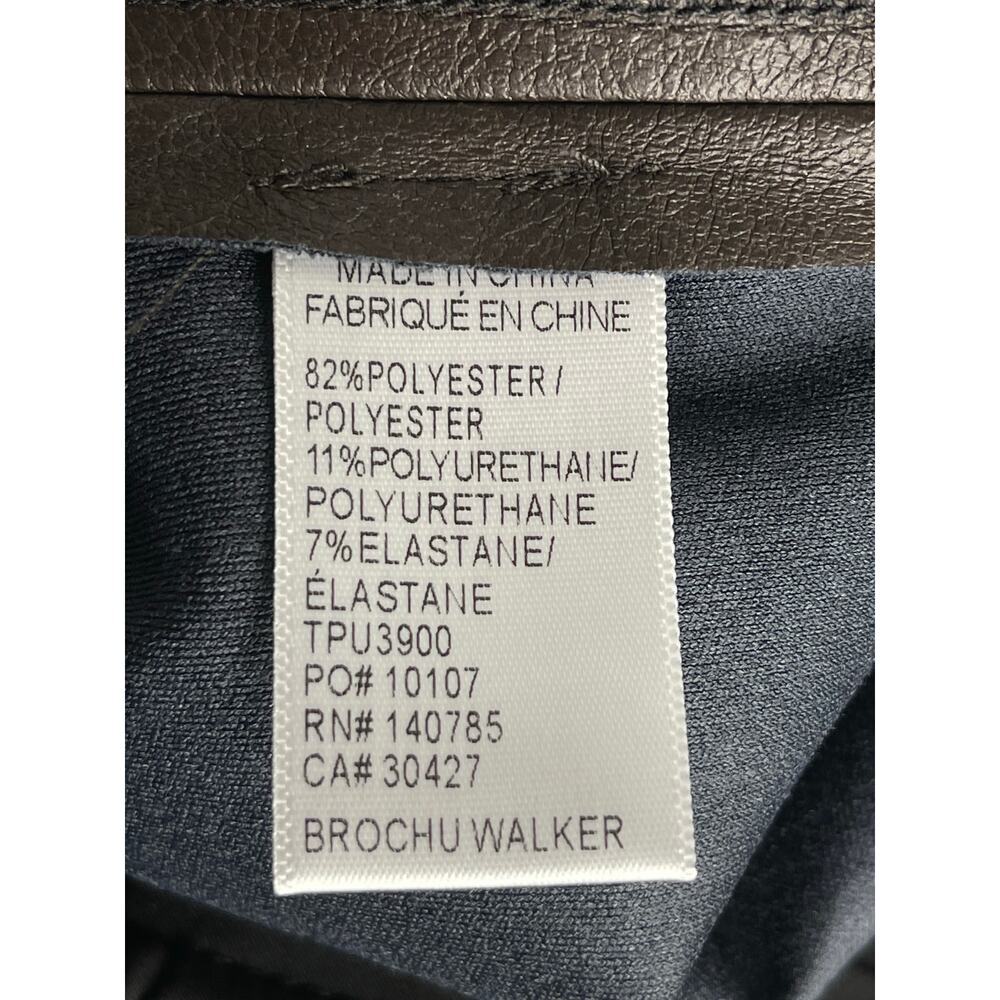 MADE IN CHINA
FABRIQUÉ EN CHINE
82%POLYESTER /
POLYESTER
11%POLYURETHANE/
POLYURETHANE
7%ELASTANE/
ÉLASTANE
TPU3900
PO# 10107
RN# 140785
CA# 30427
BROCHU WALKER